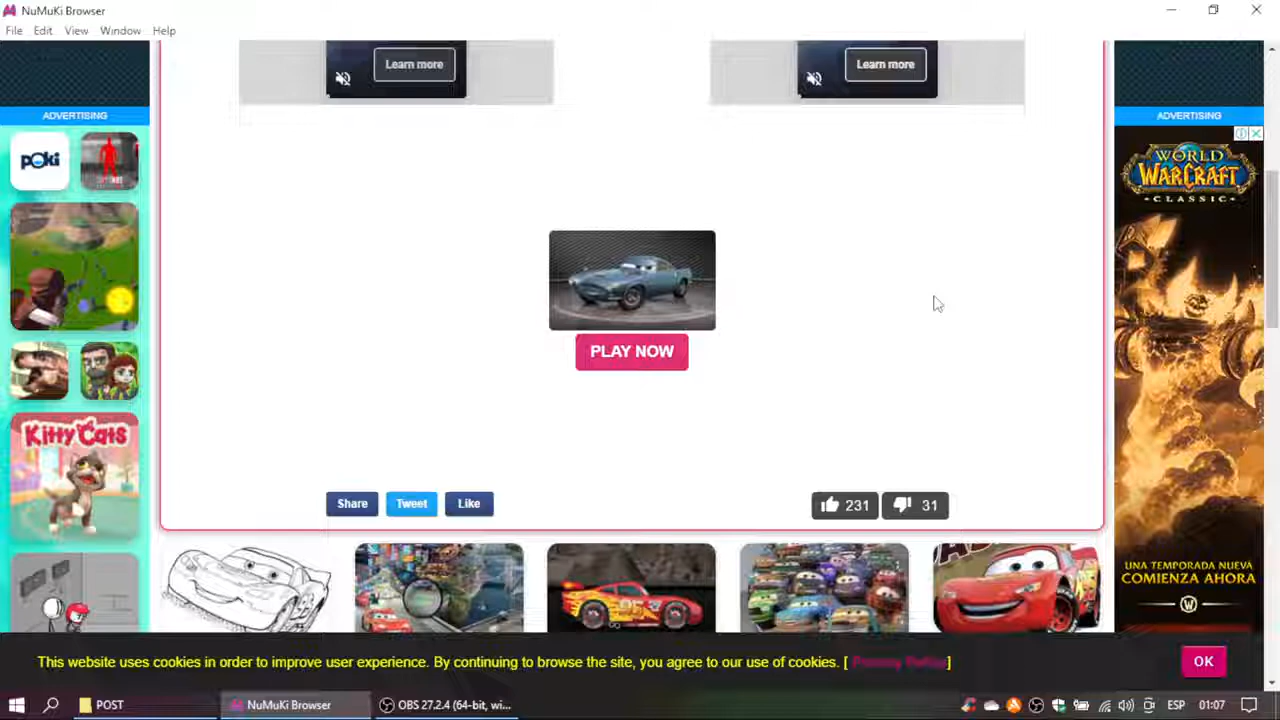 NuMuKi Browser
File Edit View Window Help
Learn more
Learn more
ADVERTISING
ADVERTISING
poki
WORLD
WARCRAFT
CLASSIC
PLAY NOW
Kitty Cats
Share Tweet Like
231 31
95
UNA TEMPORADA NUEVA
COMIENZA AHORA
W
This website uses cookies in order to improve user experience. By continuing to browse the site, you agree to our use of cookies. [ Privacy Policy]
OK
POST
NuMuKi Browser
OBS 27.2.4 (64-bit, wi...
ESP 01:07